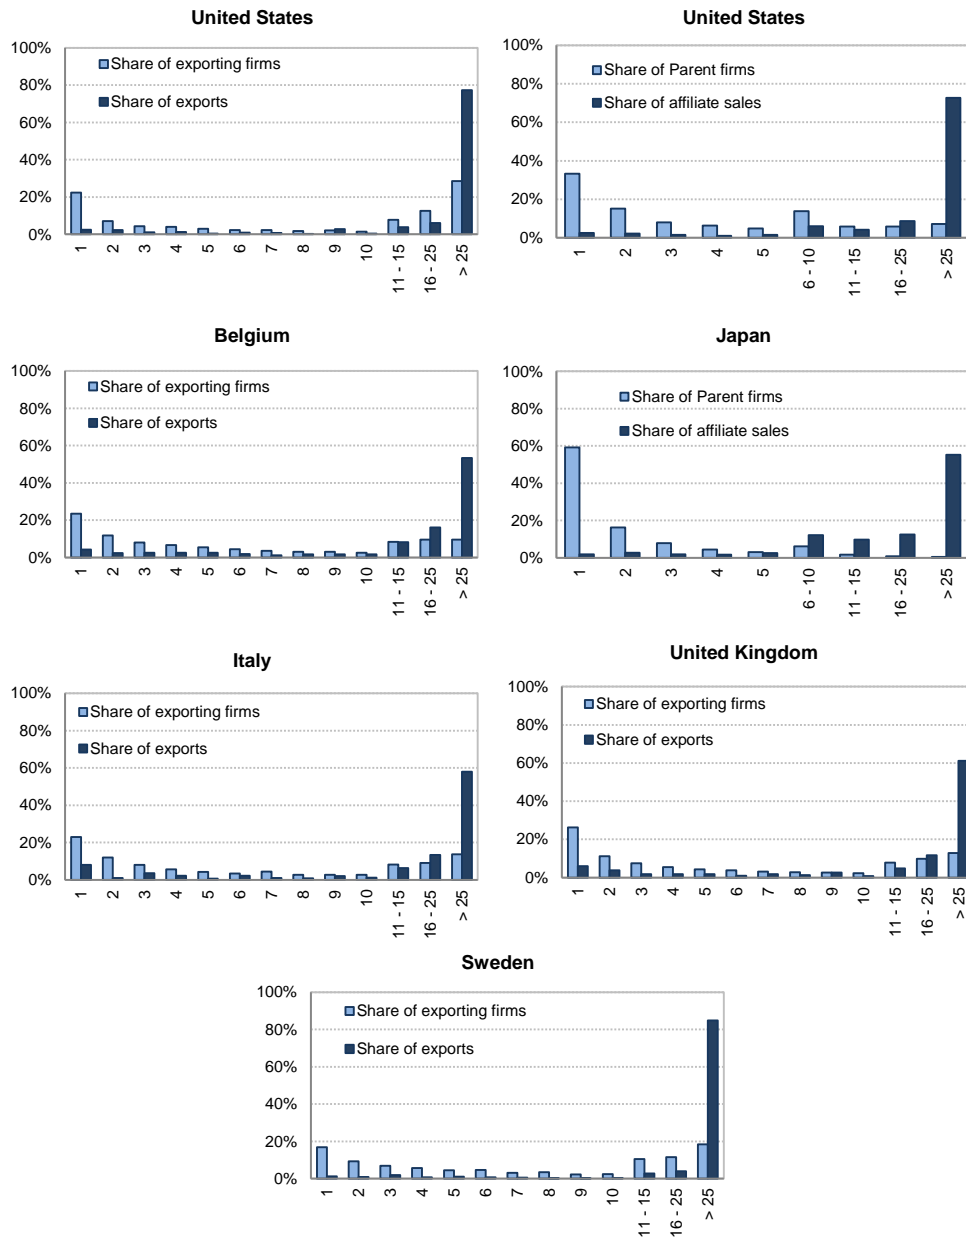 United States
100%
80%
60%
40%
20%
0%
Share of exporting firms
Share of exports
1
2
3
4
5
6
7
8
9
10
11 - 15
16 - 25
> 25
United States
100%
80%
60%
40%
20%
0%
Share of Parent firms
Share of affiliate sales
1
2
3
4
5
6 - 10
11 - 15
16 - 25
> 25
Belgium
100%
80%
60%
40%
20%
0%
Share of exporting firms
Share of exports
1
2
3
4
5
6
7
8
9
10
11 - 15
16 - 25
> 25
Japan
100%
80%
60%
40%
20%
0%
Share of Parent firms
Share of affiliate sales
1
2
3
4
5
6 - 10
11 - 15
16 - 25
> 25
Italy
100%
80%
60%
40%
20%
0%
Share of exporting firms
Share of exports
1
2
3
4
5
6
7
8
9
10
11 - 15
16 - 25
> 25
United Kingdom
100%
80%
60%
40%
20%
0%
Share of exporting firms
Share of exports
1
2
3
4
5
6
7
8
9
10
11 - 15
16 - 25
> 25
Sweden
100%
80%
60%
40%
20%
0%
Share of exporting firms
Share of exports
1
2
3
4
5
6
7
8
9
10
11 - 15
16 - 25
> 25